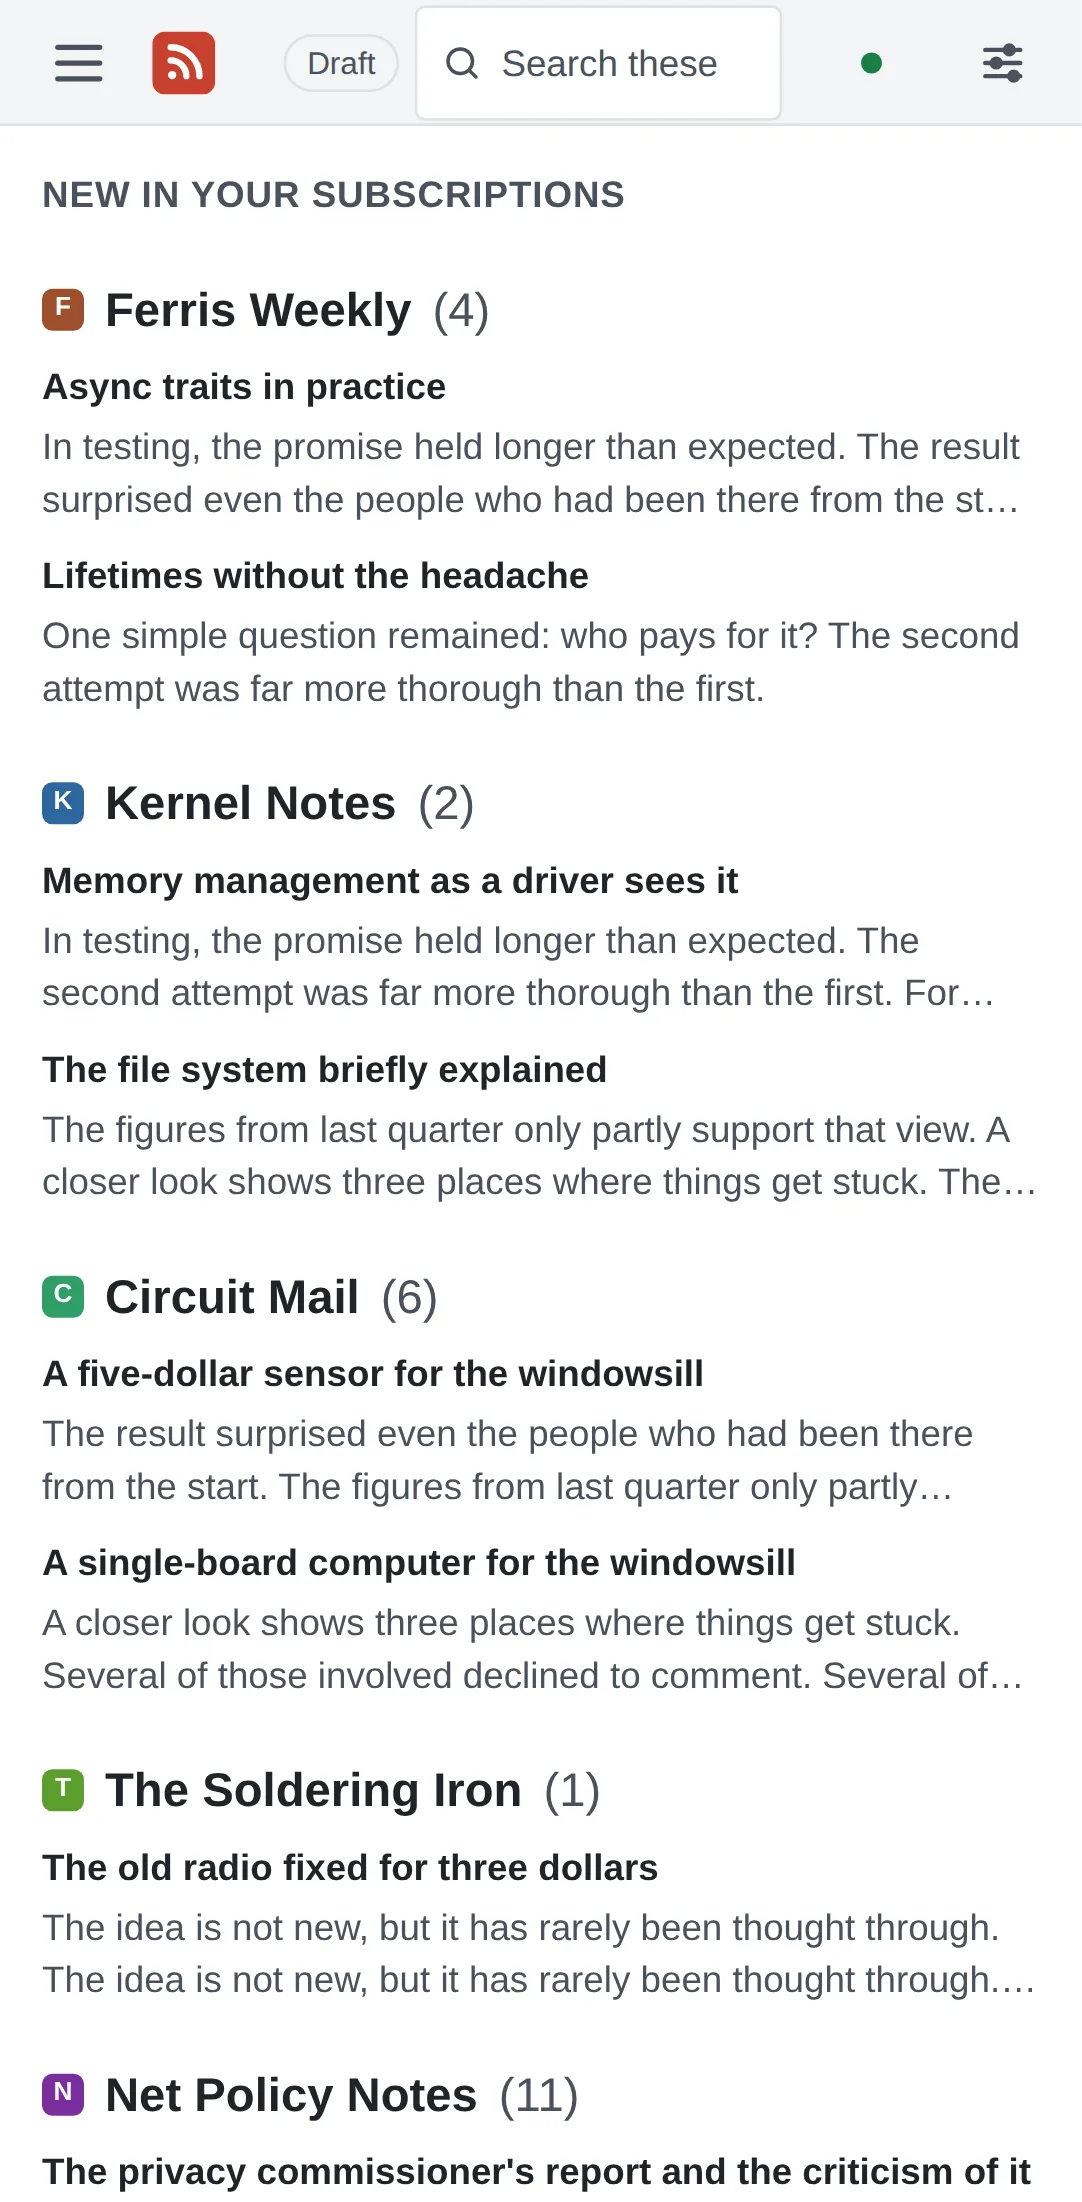 Draft
Search these
NEW IN YOUR SUBSCRIPTIONS
F Ferris Weekly (4)
Async traits in practice
In testing, the promise held longer than expected. The result
surprised even the people who had been there from the st…
Lifetimes without the headache
One simple question remained: who pays for it? The second
attempt was far more thorough than the first.
K Kernel Notes (2)
Memory management as a driver sees it
In testing, the promise held longer than expected. The
second attempt was far more thorough than the first. For…
The file system briefly explained
The figures from last quarter only partly support that view. A
closer look shows three places where things get stuck. The…
C Circuit Mail (6)
A five-dollar sensor for the windowsill
The result surprised even the people who had been there
from the start. The figures from last quarter only partly…
A single-board computer for the windowsill
A closer look shows three places where things get stuck.
Several of those involved declined to comment. Several of…
T The Soldering Iron (1)
The old radio fixed for three dollars
The idea is not new, but it has rarely been thought through.
The idea is not new, but it has rarely been thought through.…
N Net Policy Notes (11)
The privacy commissioner's report and the criticism of it